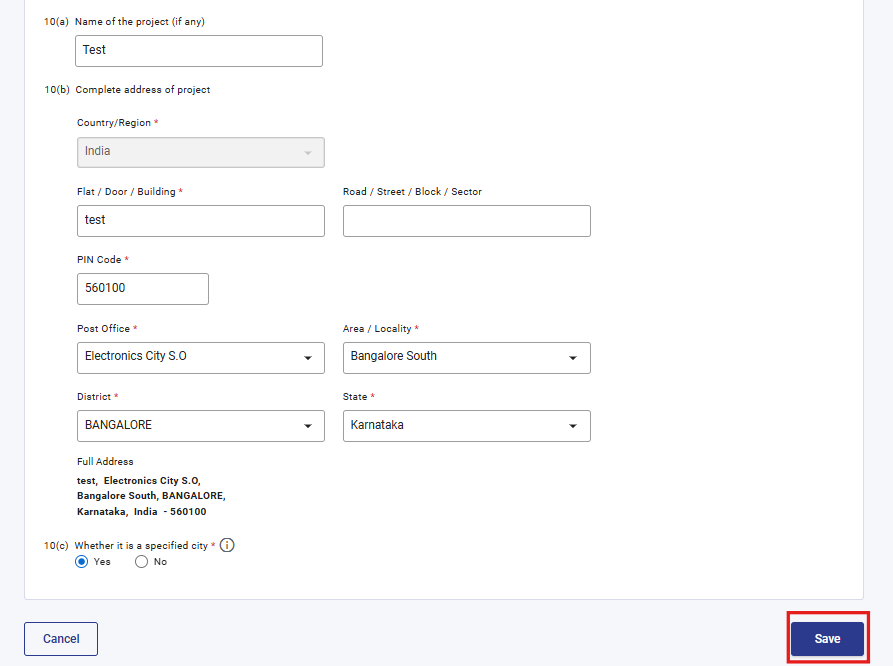 10(a) Name of the project (if any)
Test
10(b) Complete address of project
Country/Region *
India
Flat / Door / Building * Road / Street / Block / Sector
test
PIN Code *
560100
Post Office * Area / Locality *
Electronics City S.O Bangalore South
District * State *
BANGALORE Karnataka
Full Address
test, Electronics City S.O,
Bangalore South, BANGALORE,
Karnataka, India - 560100
10(c) Whether it is a specified city * i
Yes No
Cancel Save